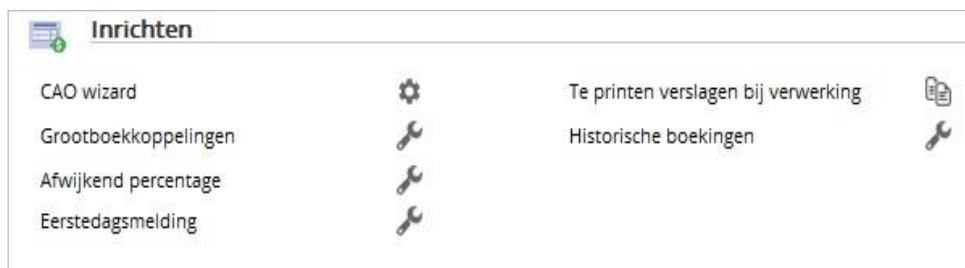 Inrichten
CAO wizard
Grootboekkoppelingen
Afwijkend percentage
Eerstedagsmelding
Te printen verslagen bij verwerking
Historische boekingen